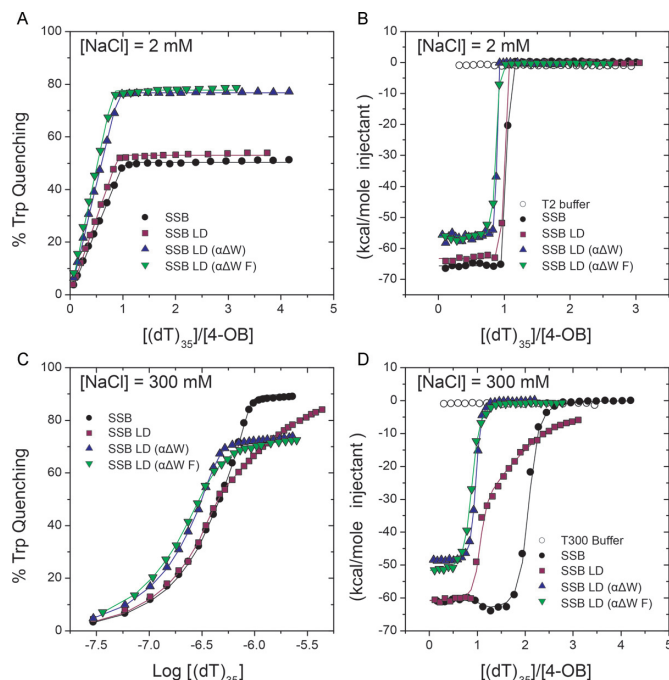 A
[NaCl] = 2 mM
100
80
60
40
20
0
% Trp Quenching
SSB
SSB LD
SSB LD (αΔW)
SSB LD (αΔW F)
0 1 2 3 4 5
[(dT)35]/[4-OB]
B
[NaCl] = 2 mM
0
-10
-20
-30
-40
-50
-60
-70
(kcal/mole injectant)
T2 buffer
SSB
SSB LD
SSB LD (αΔW)
SSB LD (αΔW F)
0 1 2 3
[(dT)35]/[4-OB]
C
[NaCl] = 300 mM
100
80
60
40
20
0
% Trp Quenching
SSB
SSB LD
SSB LD (αΔW)
SSB LD (αΔW F)
-7.5 -7.0 -6.5 -6.0 -5.5
Log [(dT)35]
D
[NaCl] = 300 mM
0
-10
-20
-30
-40
-50
-60
-70
(kcal/mole injectant)
T300 Buffer
SSB
SSB LD
SSB LD (αΔW)
SSB LD (αΔW F)
0 1 2 3 4 5
[(dT)35]/[4-OB]